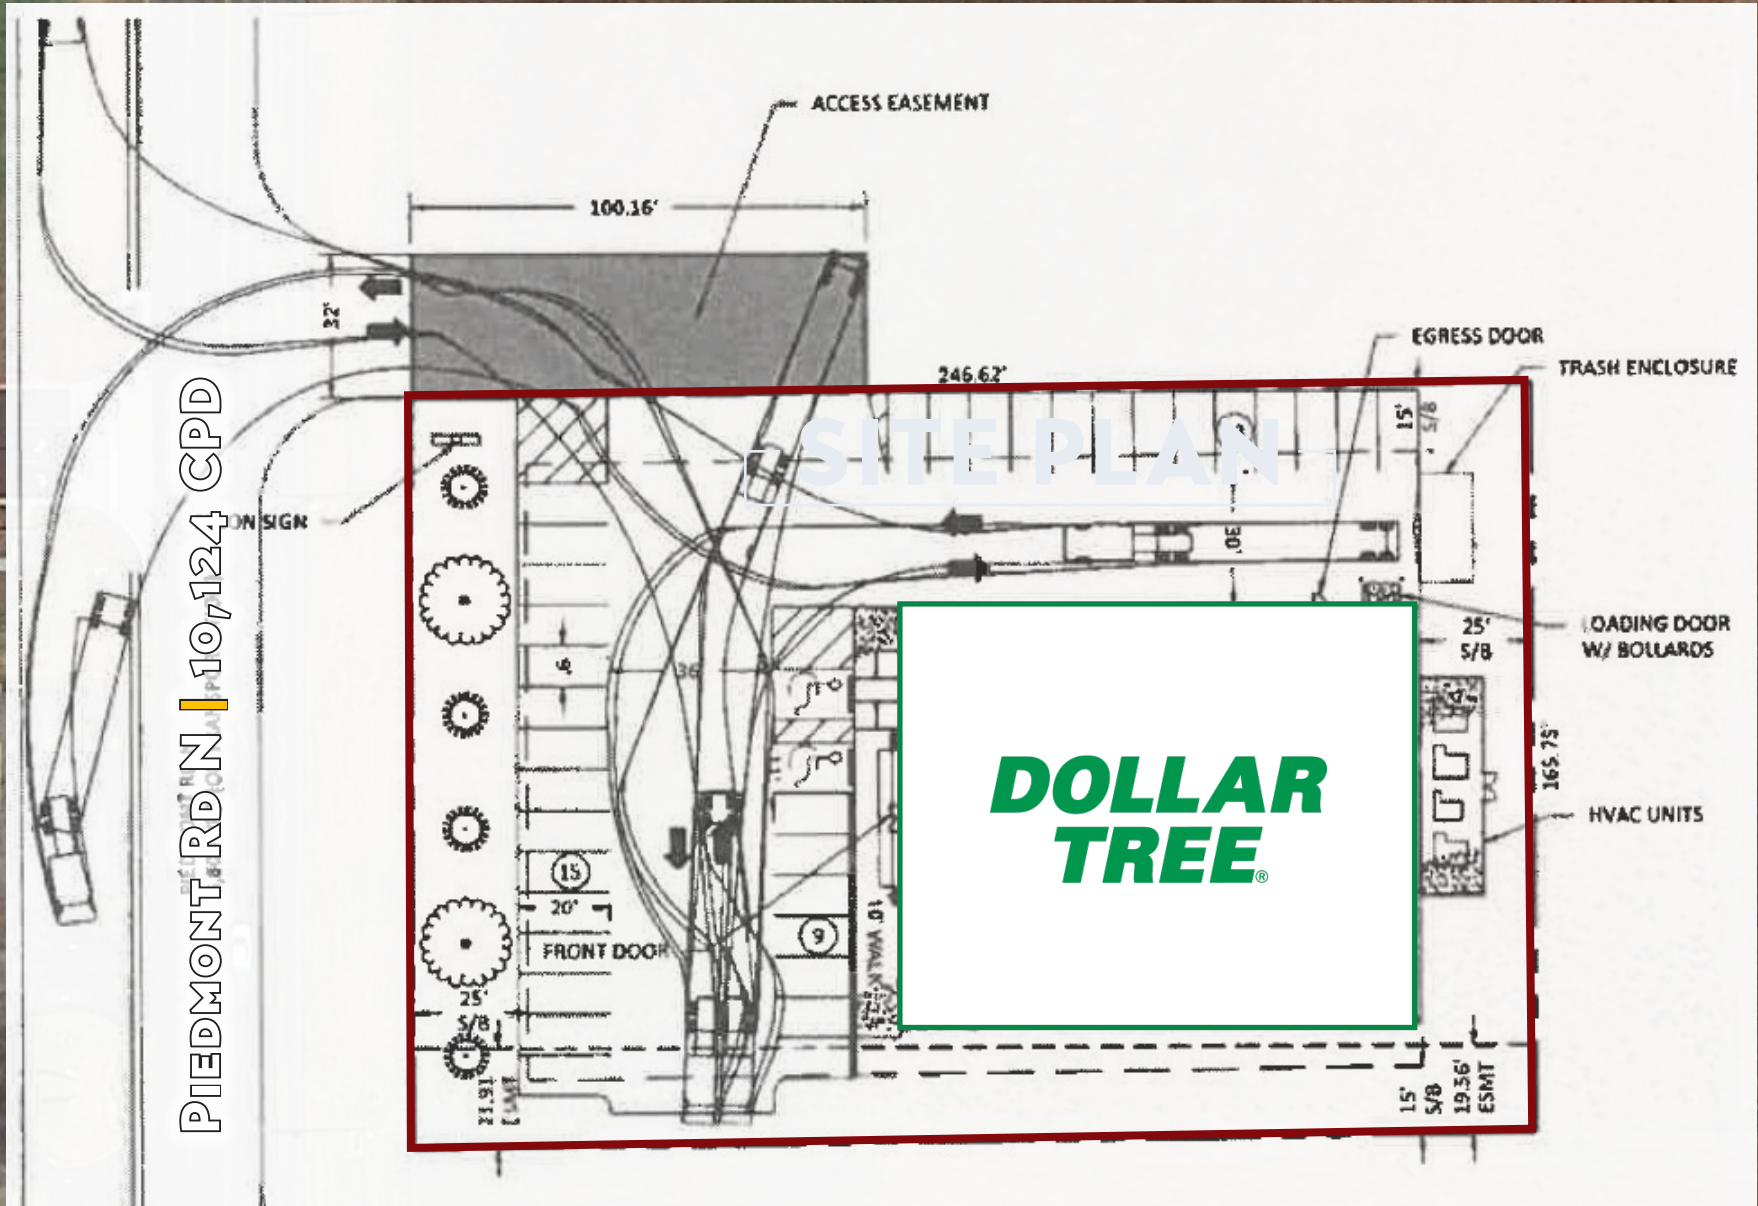 ACCESS EASEMENT
100.16'
32'
EGRESS DOOR
TRASH ENCLOSURE
246.62'
15'
S/B
SITE PLAN
SIGN
30'
LOADING DOOR
W/ BOLLARDS
25'
S/B
36
165.75'
DOLLAR
TREE®
HVAC UNITS
15
20'
9
FRONT DOOR
10' WALK
25'
S/B
15'
S/B
19.56'
ESMT
PIEDMONT RD N | 10,124 CPD